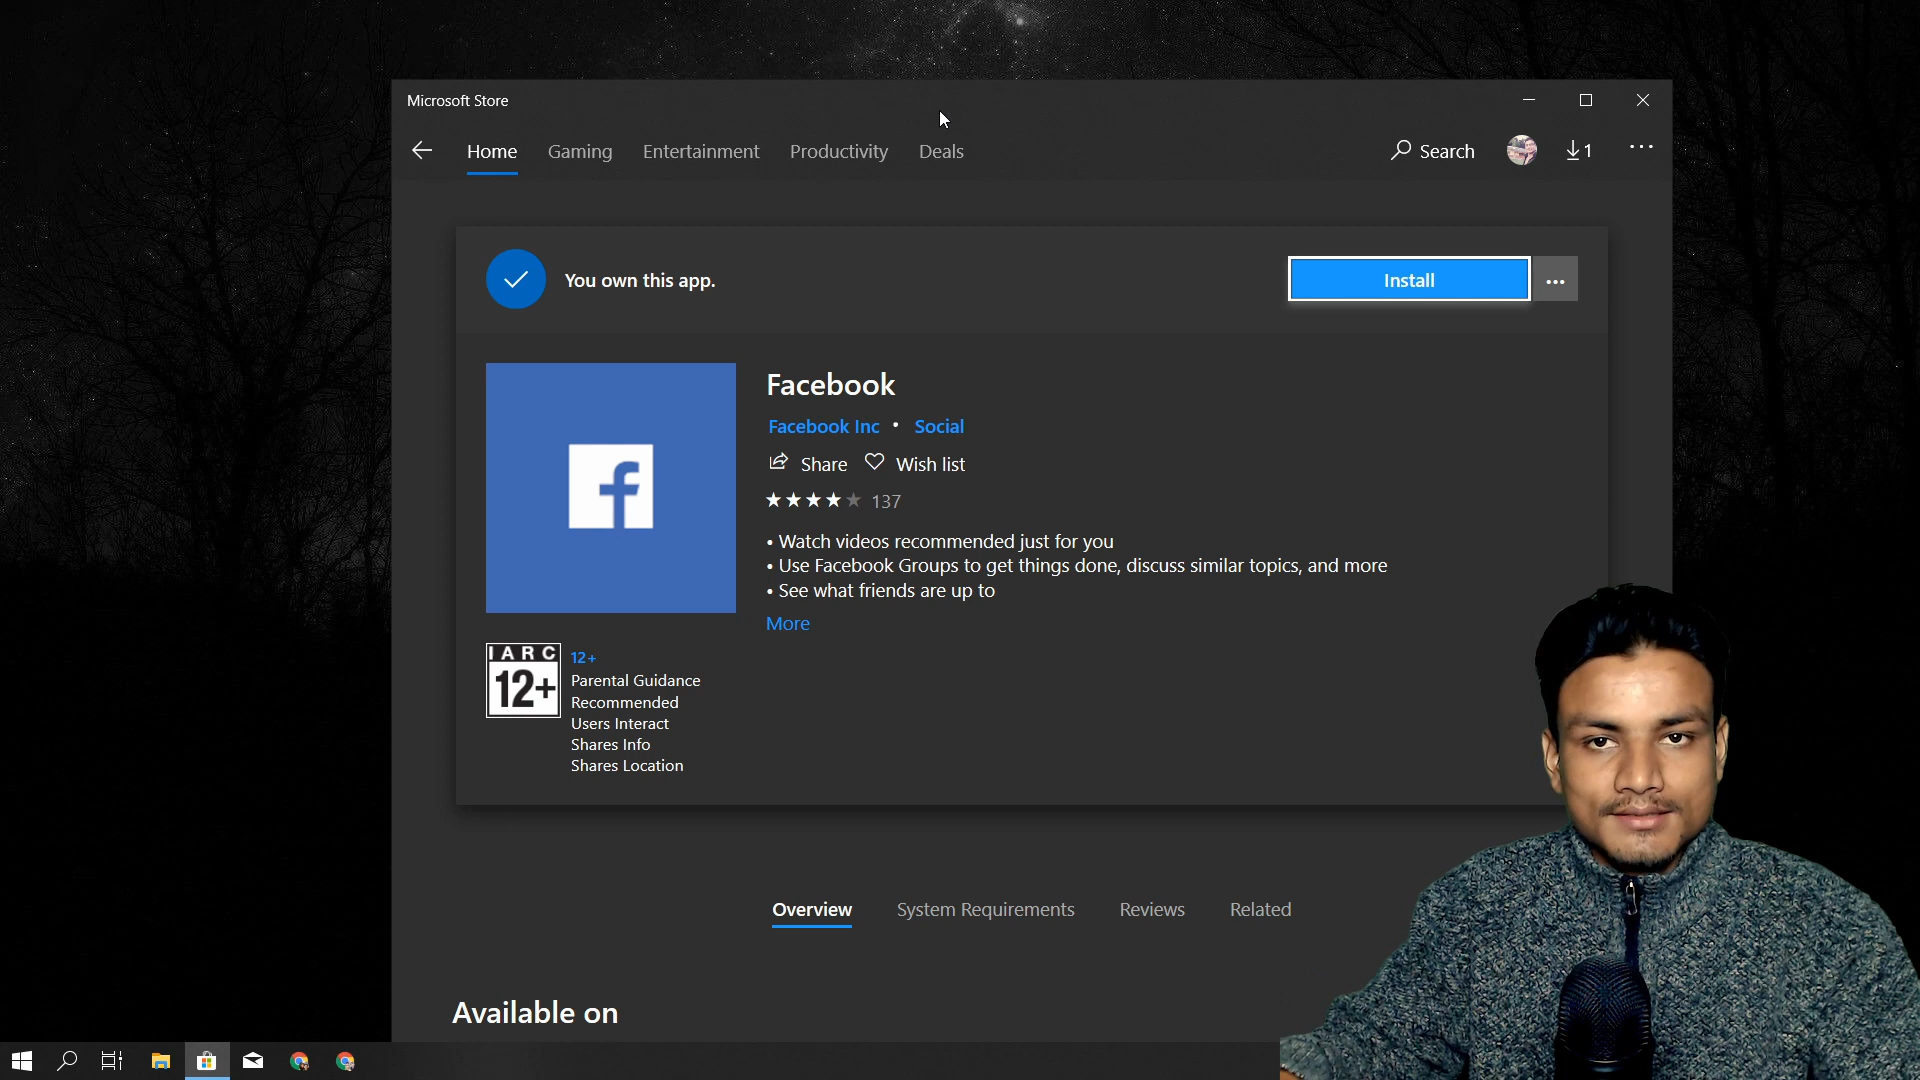 Microsoft Store
Home Gaming Entertainment Productivity Deals Search 1
You own this app. Install
Facebook
Facebook Inc • Social
Share Wish list
137
• Watch videos recommended just for you
• Use Facebook Groups to get things done, discuss similar topics, and more
• See what friends are up to
More
IARC
12+
12+
Parental Guidance
Recommended
Users Interact
Shares Info
Shares Location
Overview System Requirements Reviews Related
Available on